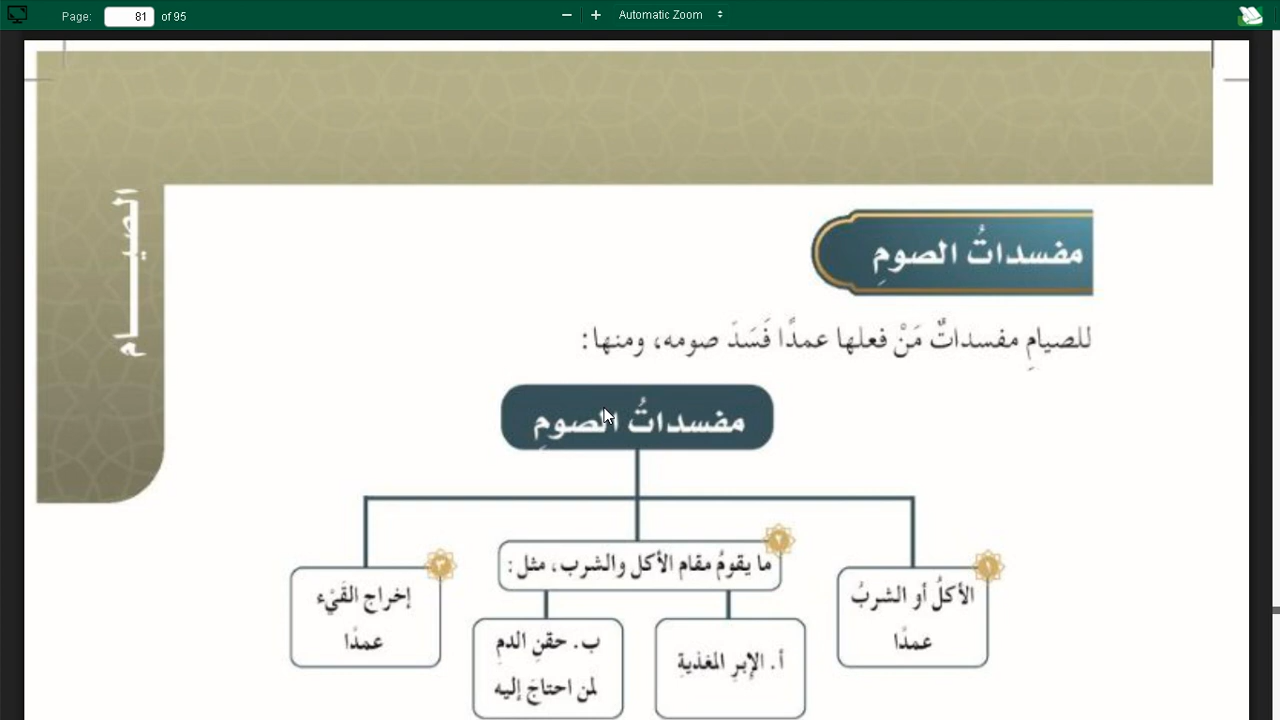 Page: 81 of 95
Automatic Zoom
الصيـــام
مفسداتُ الصومِ
للصيامِ مفسداتٌ مَنْ فعلها عمدًا فَسَدَ صومه، ومنها:
مفسداتُ الصومِ
١
الأكلُ أو الشربُ
عمدًا
٢
ما يقومُ مقام الأكل والشرب، مثل:
أ. الإبرِ المغذيةِ
ب. حقنِ الدمِ
لمن احتاجَ إليه
٣
إخراج القَيْء
عمدًا